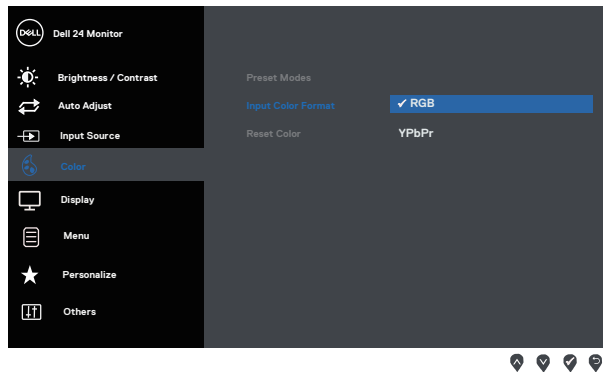 DELL Dell 24 Monitor
Brightness / Contrast
Auto Adjust
Input Source
Color
Display
Menu
Personalize
Others
Preset Modes
Input Color Format
Reset Color
✓ RGB
YPbPr